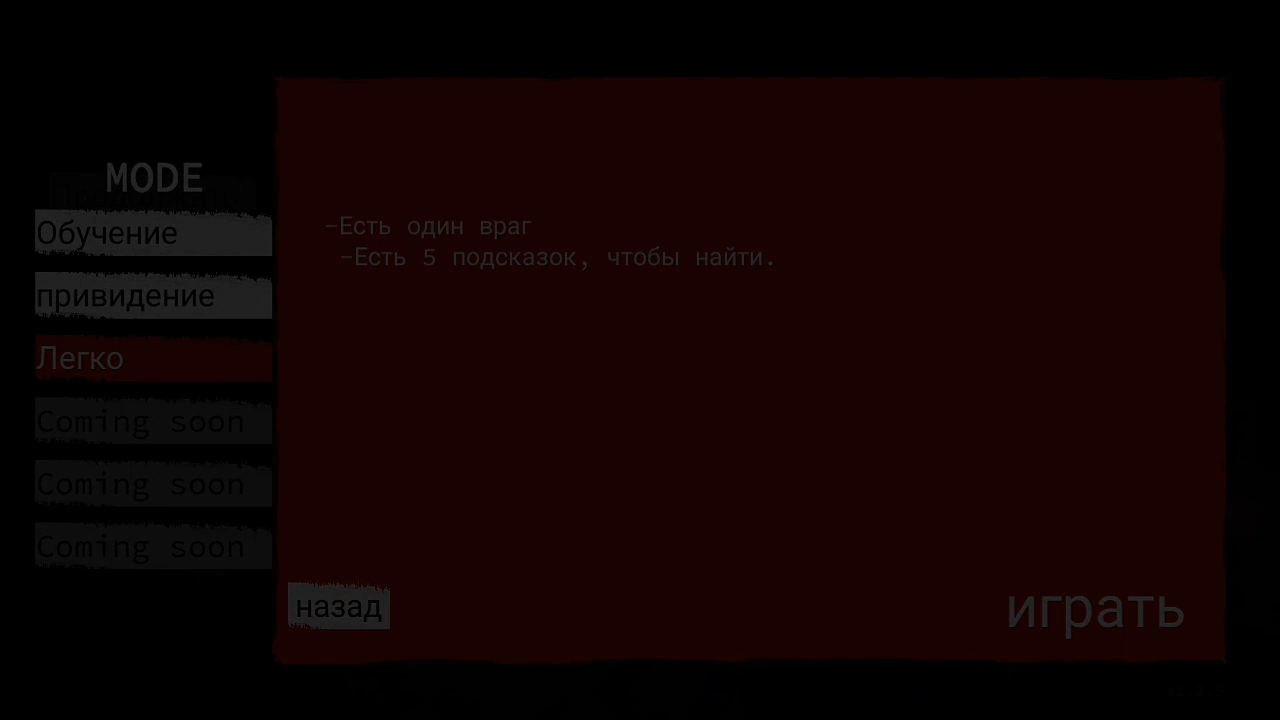 MODE
Обучение
привидение
Легко
Coming soon
Coming soon
Coming soon
-Есть один враг
-Есть 5 подсказок, чтобы найти.
назад
играть